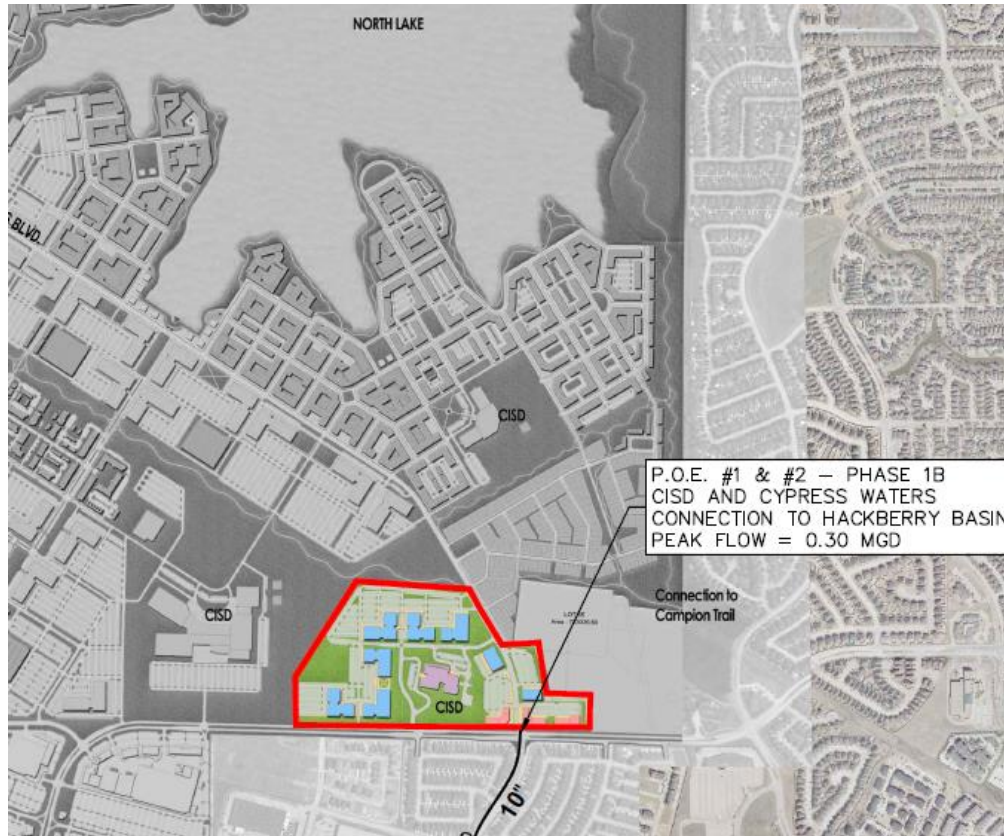 NORTH LAKE
S BLVD.
CISD
P.O.E. #1 & #2 — PHASE 1B
CISD AND CYPRESS WATERS
CONNECTION TO HACKBERRY BASIN
PEAK FLOW = 0.30 MGD
Connection to
Campion Trail
CISD
CISD
10"